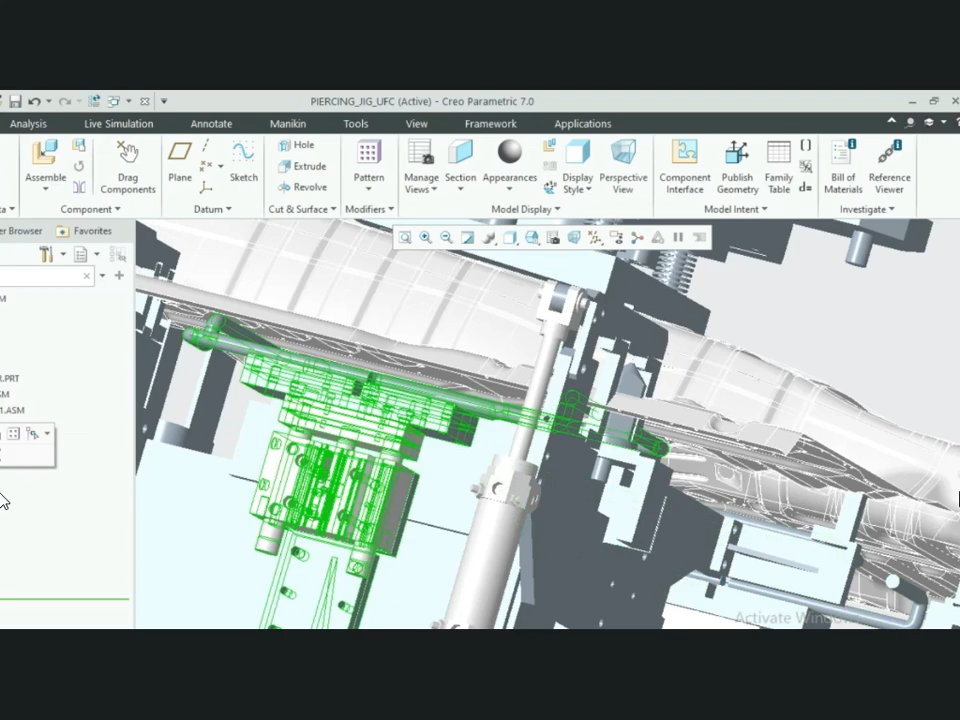 PIERCING_JIG_UFC (Active) - Creo Parametric 7.0
Analysis Live Simulation Annotate Manikin Tools View Framework Applications
Hole
Extrude
Revolve
Assemble Drag Components Plane Sketch Pattern Manage Views Section Appearances Display Style Perspective View Component Interface Publish Geometry Family Table Bill of Materials Reference Viewer
d=
Component Datum Cut & Surface Modifiers Model Display Model Intent Investigate
er Browser Favorites
M
.PRT
SM
1.ASM
Activate Win